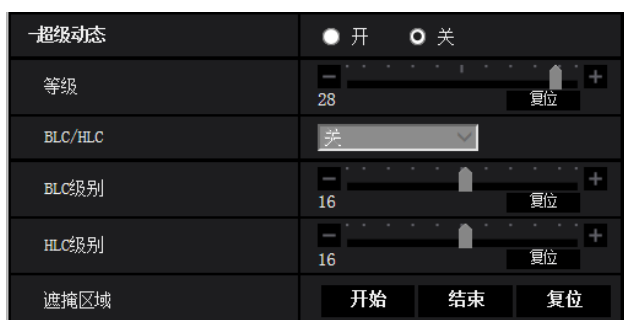 -超级动态 开 关
等级 - +
28 复位
BLC/HLC 关
BLC级别 - +
16 复位
HLC级别 - +
16 复位
遮掩区域 开始 结束 复位